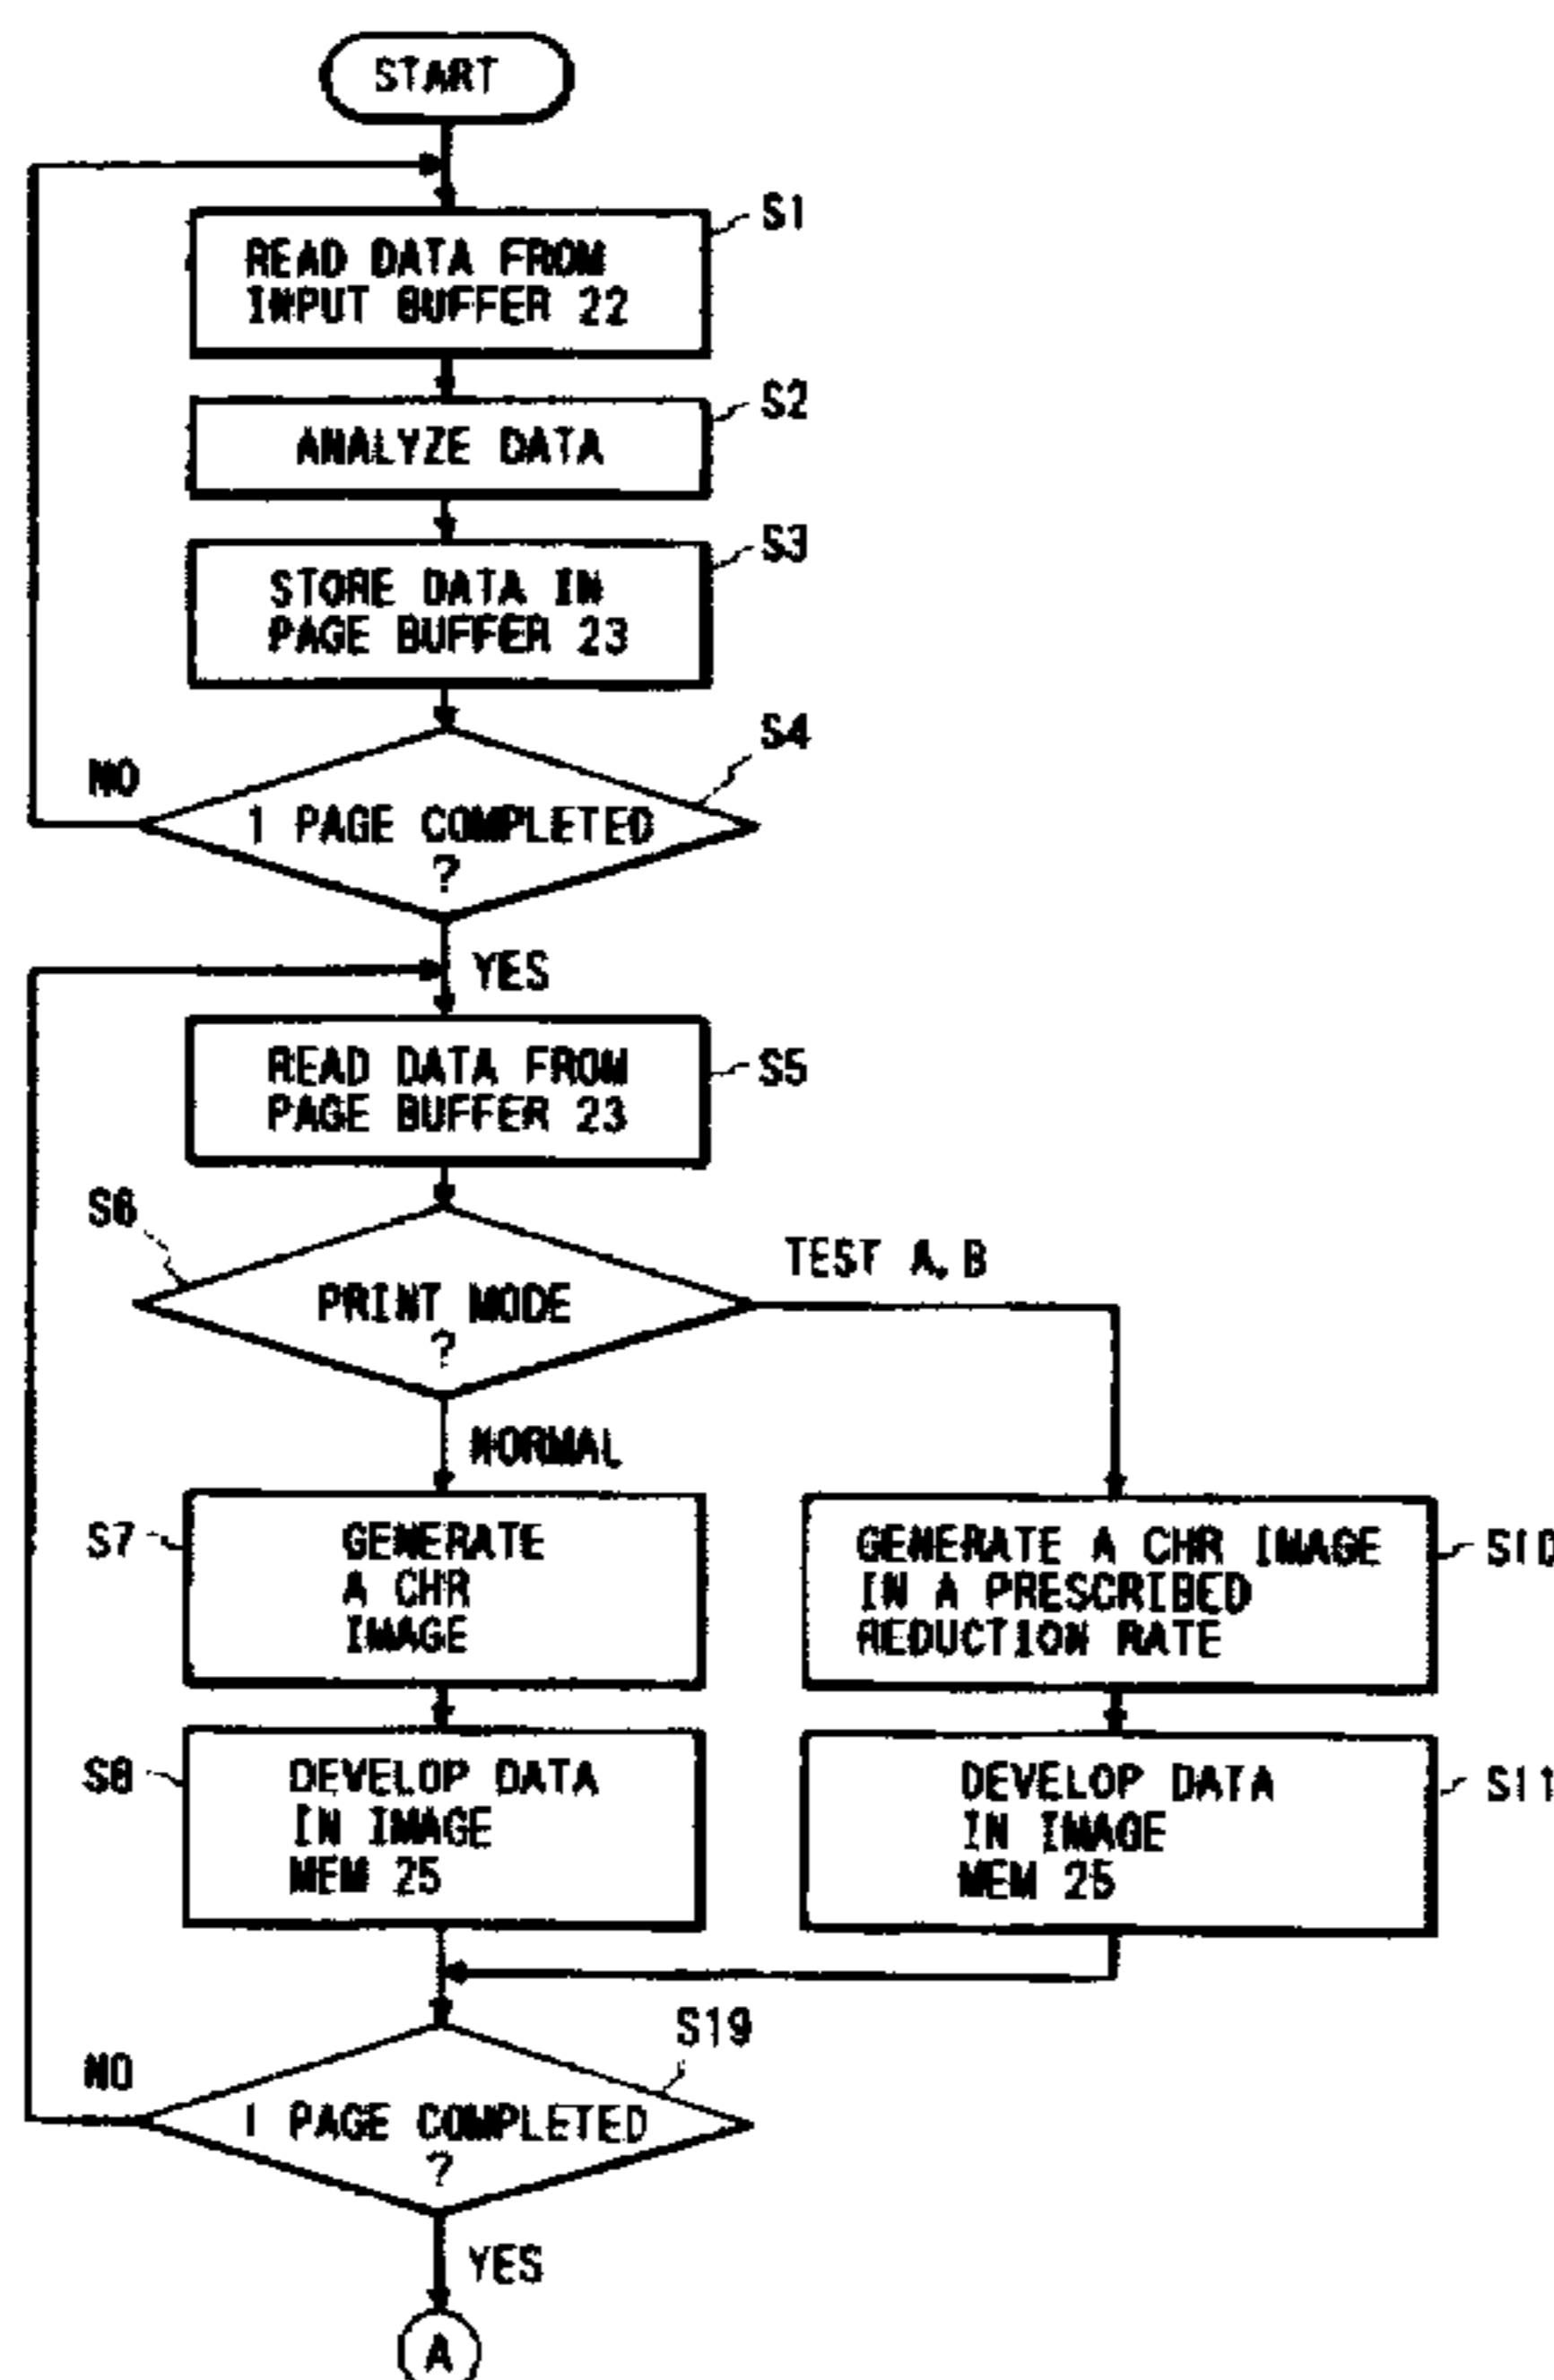 START
S1
READ DATA FROM
INPUT BUFFER 22
S2
ANALYZE DATA
S3
STORE DATA IN
PAGE BUFFER 23
S4
NO
1 PAGE COMPLETED
?
YES
READ DATA FROM
PAGE BUFFER 23
S5
S6
TEST A, B
PRINT MODE
?
NORMAL
S7
GENERATE
A CHR
IMAGE
GENERATE A CHR IMAGE
IN A PRESCRIBED
REDUCTION RATE
S10
S8
DEVELOP DATA
IN IMAGE
MEM 25
DEVELOP DATA
IN IMAGE
MEM 25
S11
S19
NO
1 PAGE COMPLETED
?
YES
A